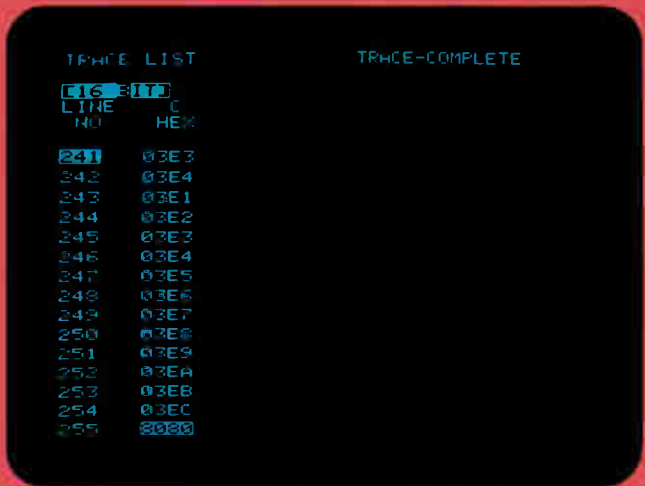 TRACE LIST TRACE-COMPLETE
[16 BIT]
LINE C
NO HEX
241 03E3
242 03E4
243 03E1
244 03E2
245 03E3
246 03E4
247 03E5
248 03E6
249 03E7
250 03E8
251 03E9
252 03EA
253 03EB
254 03EC
255 8080